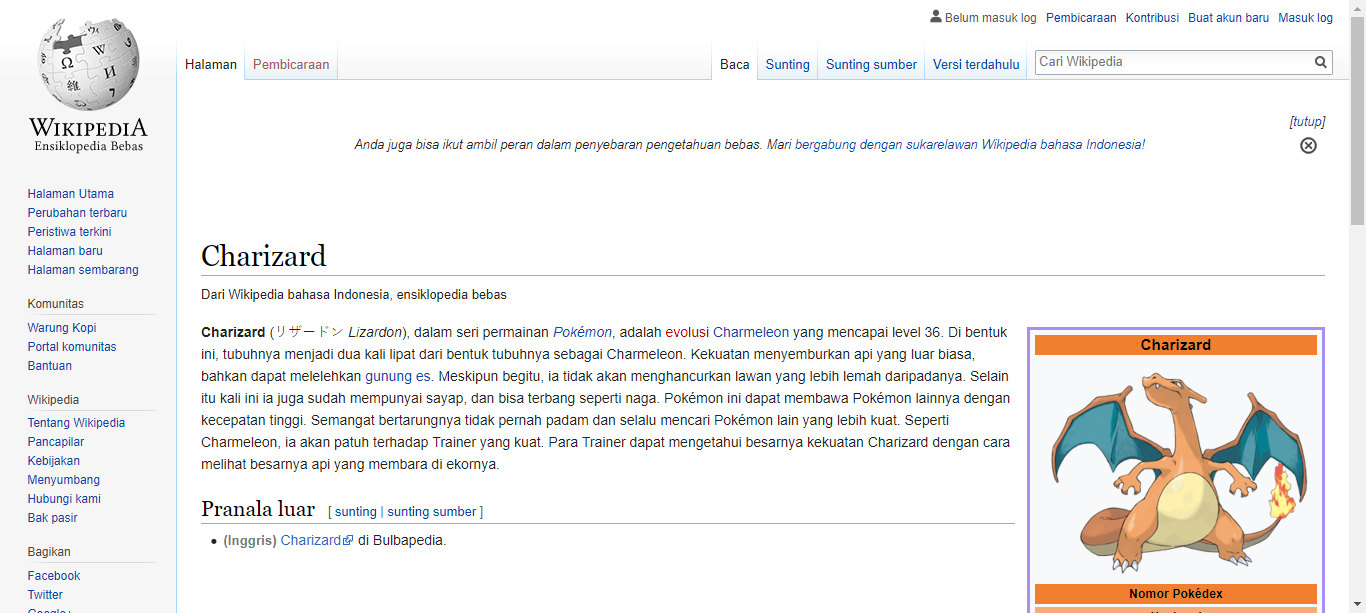 Belum masuk log Pembicaraan Kontribusi Buat akun baru Masuk log
Halaman Pembicaraan Baca Sunting Sunting sumber Versi terdahulu Cari Wikipedia
Ω W И 維
WIKIPEDIA
Ensiklopedia Bebas
[tutup]
Anda juga bisa ikut ambil peran dalam penyebaran pengetahuan bebas. Mari bergabung dengan sukarelawan Wikipedia bahasa Indonesia!
Halaman Utama
Perubahan terbaru
Peristiwa terkini
Halaman baru
Halaman sembarang
Komunitas
Warung Kopi
Portal komunitas
Bantuan
Wikipedia
Tentang Wikipedia
Pancapilar
Kebijakan
Menyumbang
Hubungi kami
Bak pasir
Bagikan
Facebook
Twitter
Google+
Charizard
Dari Wikipedia bahasa Indonesia, ensiklopedia bebas
Charizard (リザードン Lizardon), dalam seri permainan Pokémon, adalah evolusi Charmeleon yang mencapai level 36. Di bentuk
ini, tubuhnya menjadi dua kali lipat dari bentuk tubuhnya sebagai Charmeleon. Kekuatan menyemburkan api yang luar biasa,
bahkan dapat melelehkan gunung es. Meskipun begitu, ia tidak akan menghancurkan lawan yang lebih lemah daripadanya. Selain
itu kali ini ia juga sudah mempunyai sayap, dan bisa terbang seperti naga. Pokémon ini dapat membawa Pokémon lainnya dengan
kecepatan tinggi. Semangat bertarungnya tidak pernah padam dan selalu mencari Pokémon lain yang lebih kuat. Seperti
Charmeleon, ia akan patuh terhadap Trainer yang kuat. Para Trainer dapat mengetahui besarnya kekuatan Charizard dengan cara
melihat besarnya api yang membara di ekornya.
Pranala luar [ sunting | sunting sumber ]
• (Inggris) Charizard di Bulbapedia.
Charizard
Nomor Pokédex